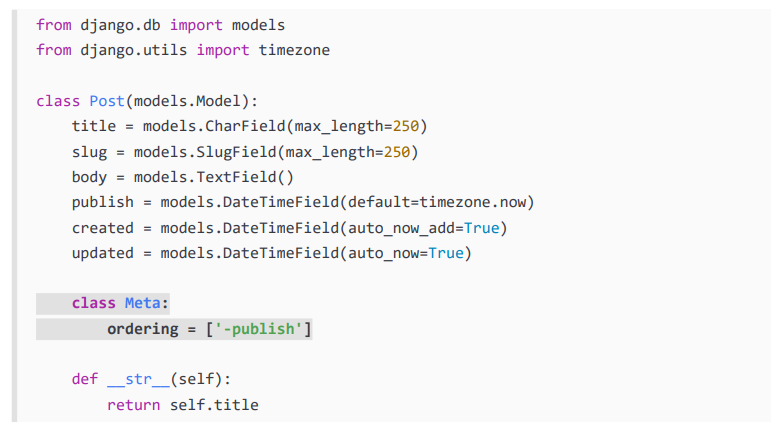 from django.db import models
from django.utils import timezone

class Post(models.Model):
    title = models.CharField(max_length=250)
    slug = models.SlugField(max_length=250)
    body = models.TextField()
    publish = models.DateTimeField(default=timezone.now)
    created = models.DateTimeField(auto_now_add=True)
    updated = models.DateTimeField(auto_now=True)

    class Meta:
        ordering = ['-publish']

    def __str__(self):
        return self.title